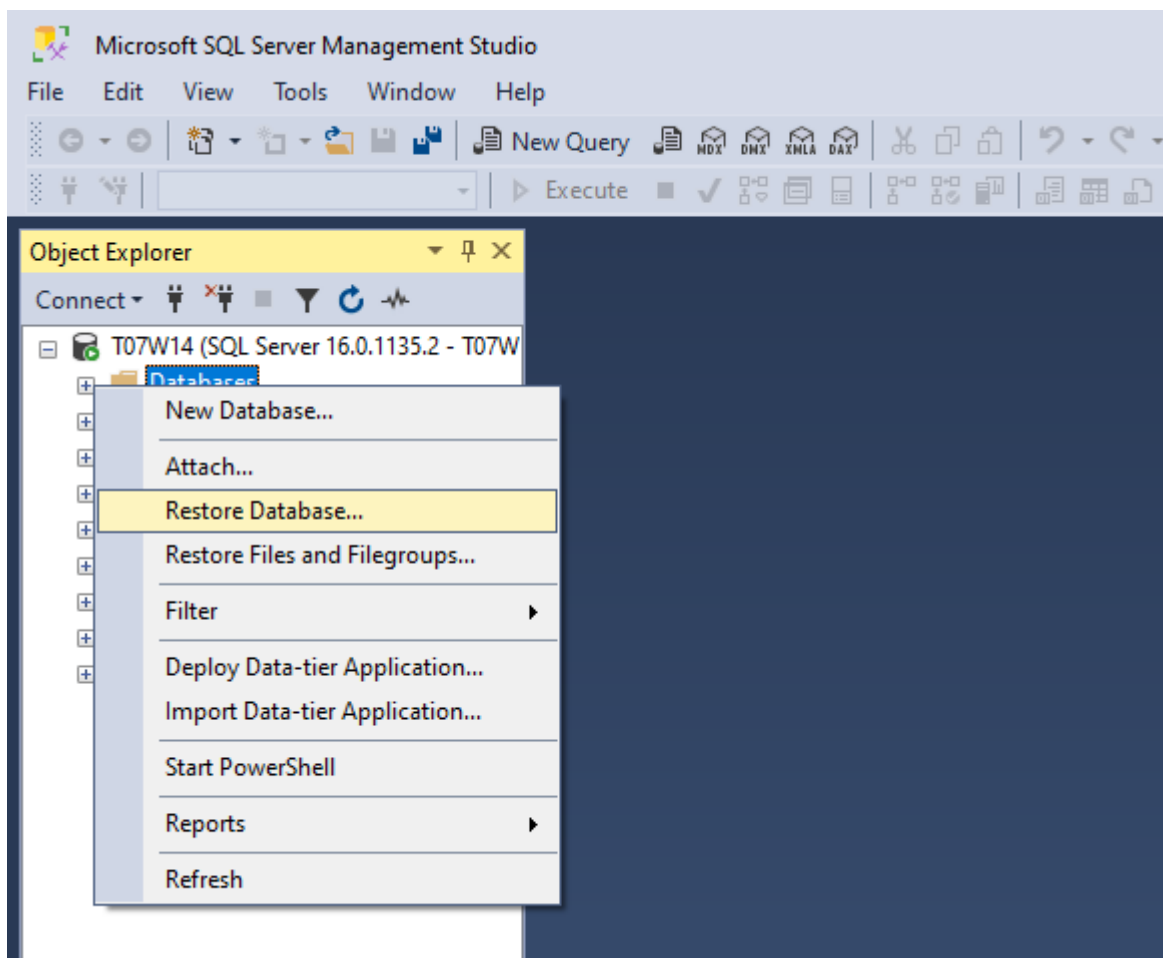 Microsoft SQL Server Management Studio
File Edit View Tools Window Help
New Query MDX DMX XMLA DAX
Execute
Object Explorer
Connect
T07W14 (SQL Server 16.0.1135.2 - T07W
Databases
New Database...
Attach...
Restore Database...
Restore Files and Filegroups...
Filter
Deploy Data-tier Application...
Import Data-tier Application...
Start PowerShell
Reports
Refresh